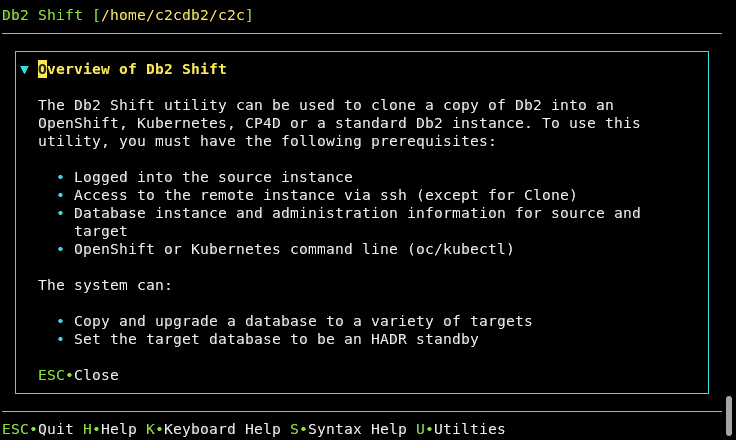 Db2 Shift [/home/c2cdb2/c2c]
▼ Overview of Db2 Shift
The Db2 Shift utility can be used to clone a copy of Db2 into an
OpenShift, Kubernetes, CP4D or a standard Db2 instance. To use this
utility, you must have the following prerequisites:
• Logged into the source instance
• Access to the remote instance via ssh (except for Clone)
• Database instance and administration information for source and
target
• OpenShift or Kubernetes command line (oc/kubectl)
The system can:
• Copy and upgrade a database to a variety of targets
• Set the target database to be an HADR standby
ESC•Close
ESC•Quit H•Help K•Keyboard Help S•Syntax Help U•Utilties